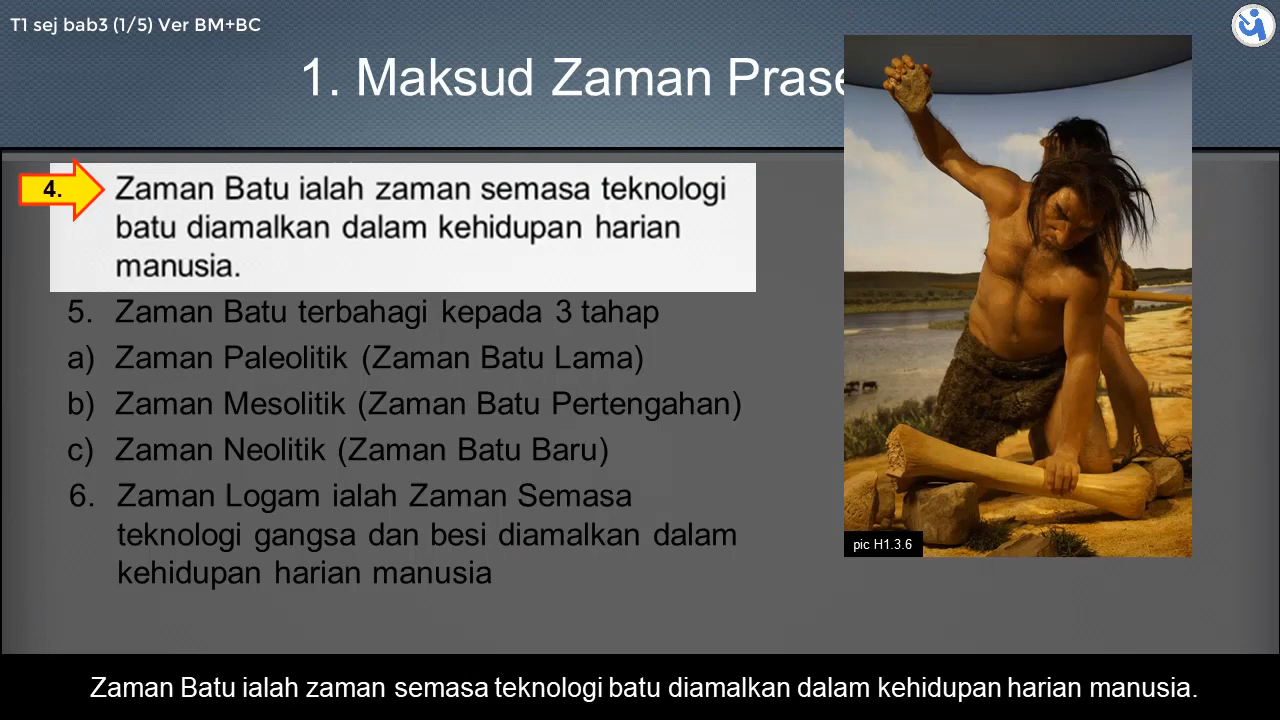 T1 sej bab3 (1/5) Ver BM+BC
1. Maksud Zaman
4. Zaman Batu ialah zaman semasa teknologi
batu diamalkan dalam kehidupan harian
manusia.
5. Zaman Batu terbahagi kepada 3 tahap
a) Zaman Paleolitik (Zaman Batu Lama)
b) Zaman Mesolitik (Zaman Batu Pertengahan)
c) Zaman Neolitik (Zaman Batu Baru)
6. Zaman Logam ialah Zaman Semasa
teknologi gangsa dan besi diamalkan dalam
kehidupan harian manusia
pic H1.3.6
Zaman Batu ialah zaman semasa teknologi batu diamalkan dalam kehidupan harian manusia.